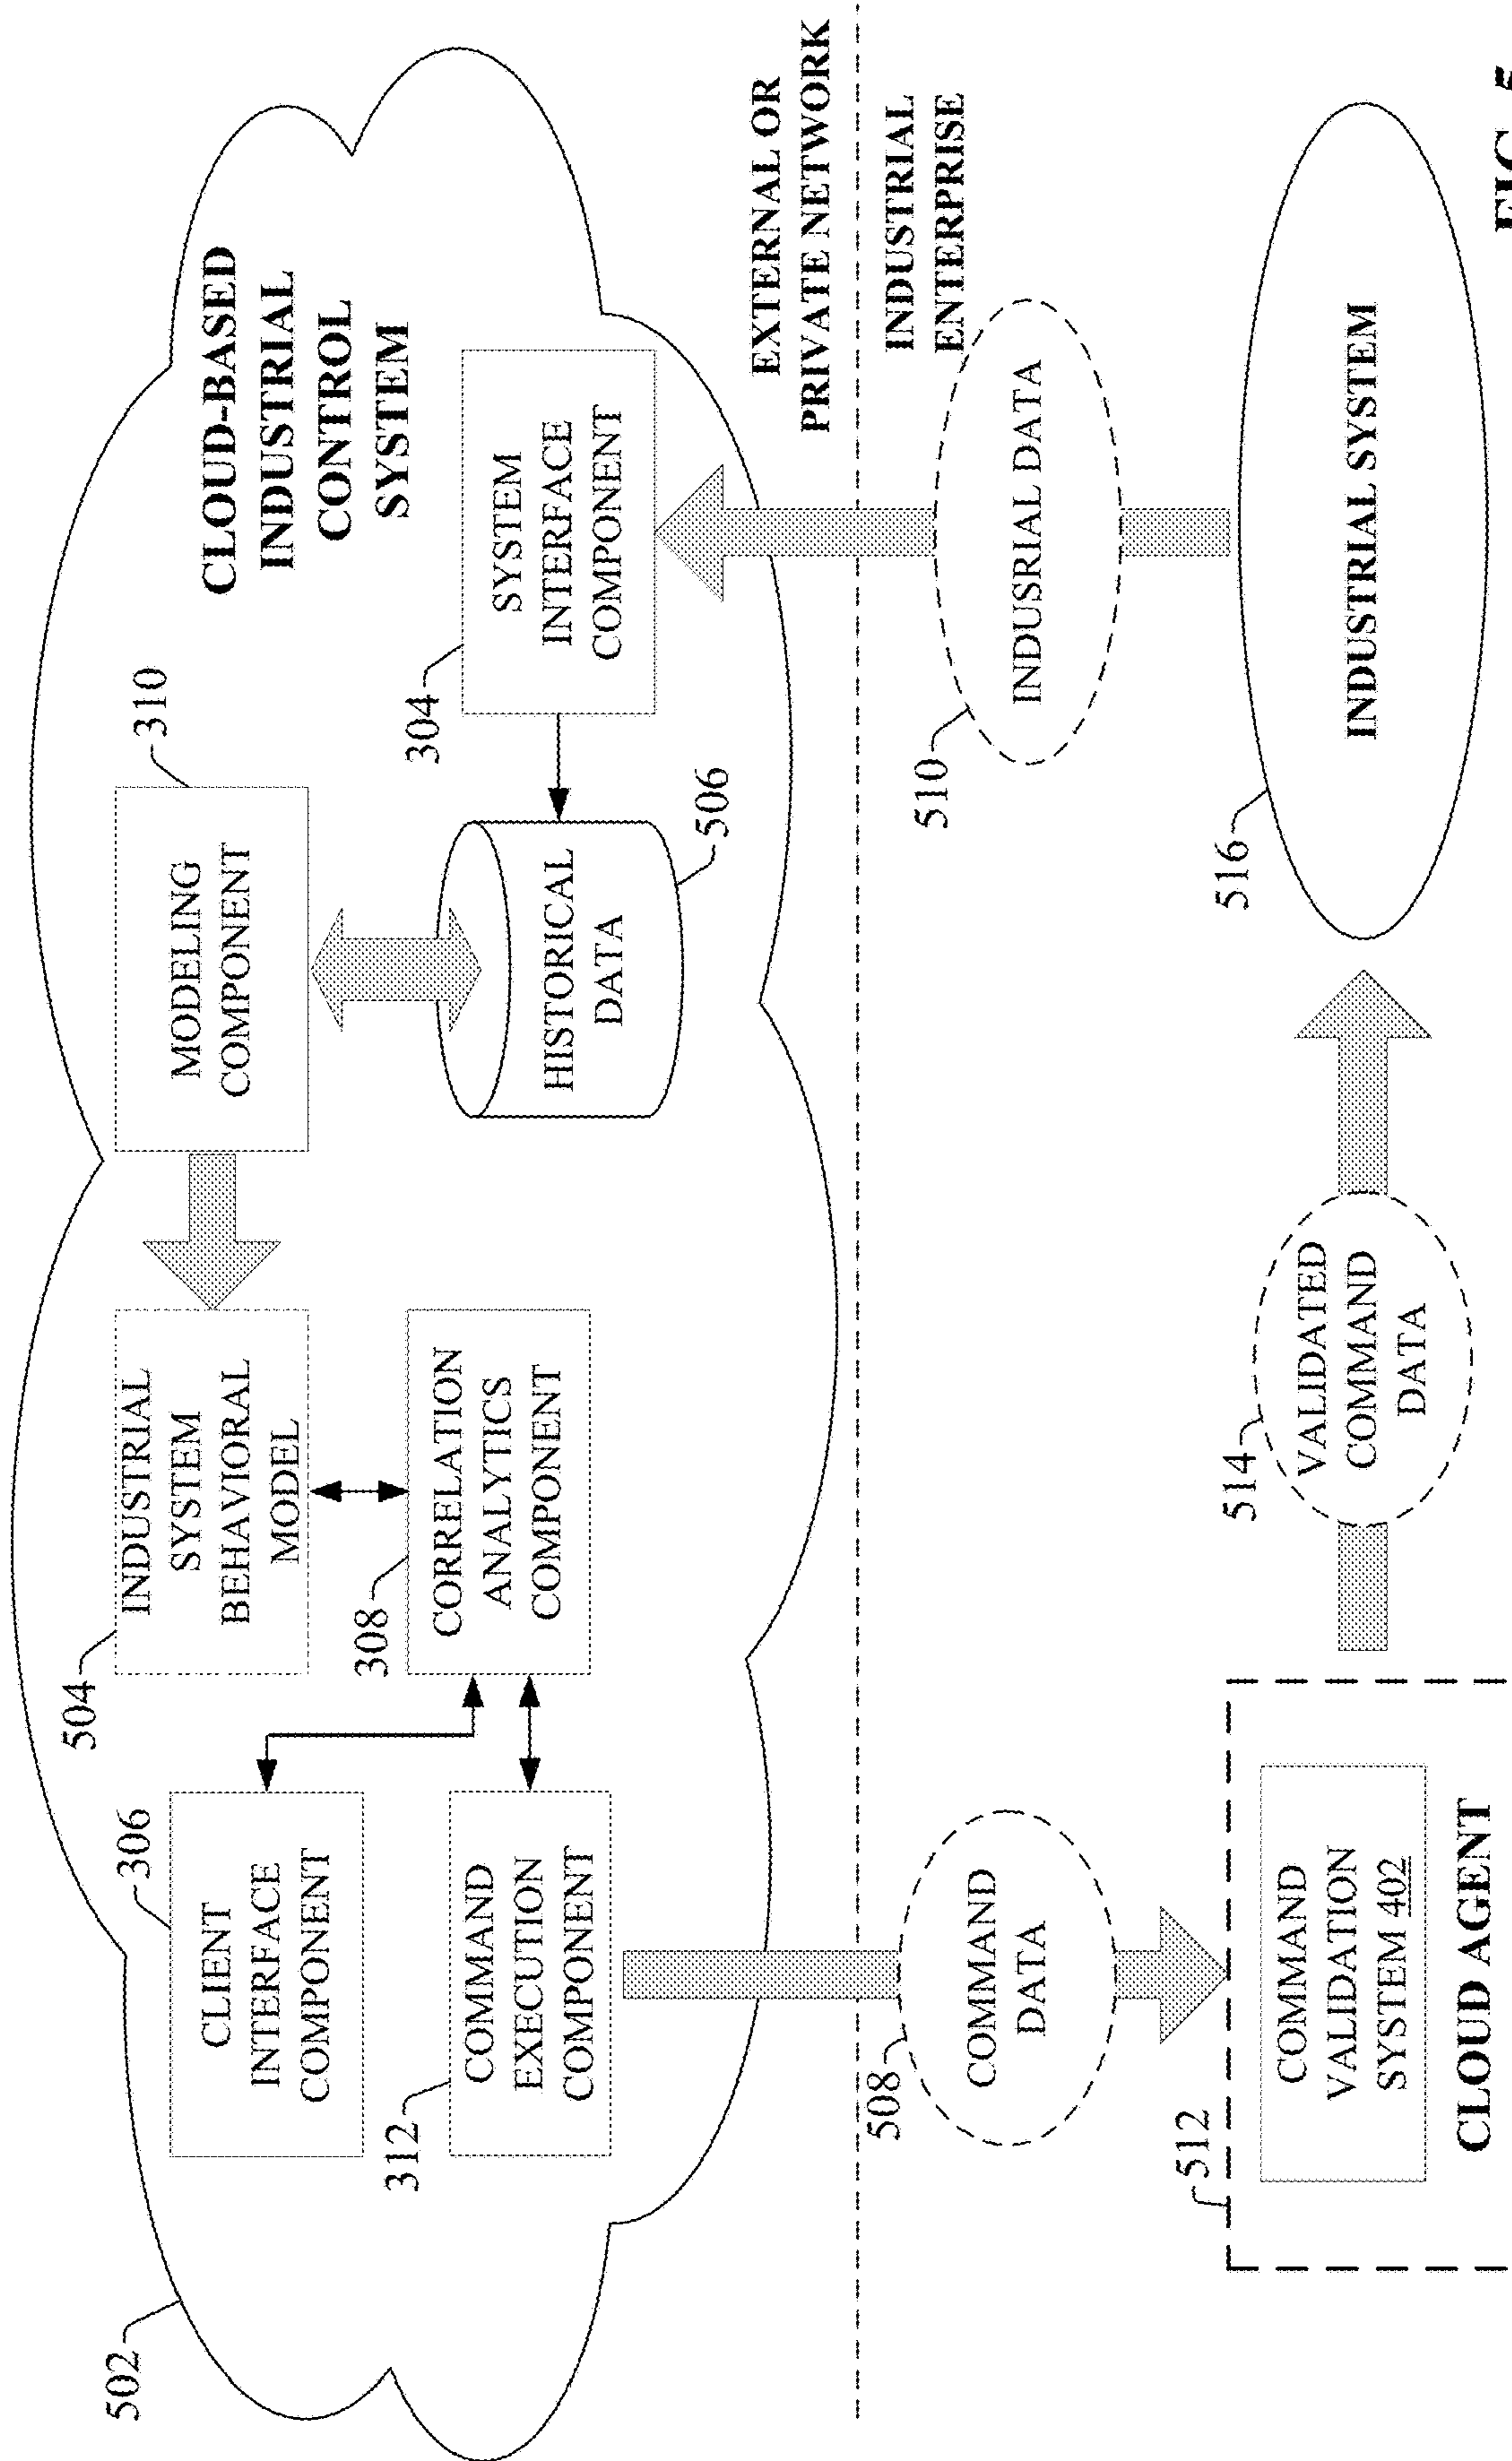 502
CLOUD-BASED
INDUSTRIAL
CONTROL
SYSTEM
306
CLIENT
INTERFACE
COMPONENT
312
COMMAND
EXECUTION
COMPONENT
504
INDUSTRIAL
SYSTEM
BEHAVIORAL
MODEL
308
CORRELATION
ANALYTICS
COMPONENT
310
MODELING
COMPONENT
HISTORICAL
DATA
506
304
SYSTEM
INTERFACE
COMPONENT
EXTERNAL OR
PRIVATE NETWORK
INDUSTRIAL
ENTERPRISE
508
COMMAND
DATA
510
INDUSRIAL DATA
512
COMMAND
VALIDATION
SYSTEM 402
CLOUD AGENT
514
VALIDATED
COMMAND
DATA
516
INDUSTRIAL SYSTEM
FIG. 5